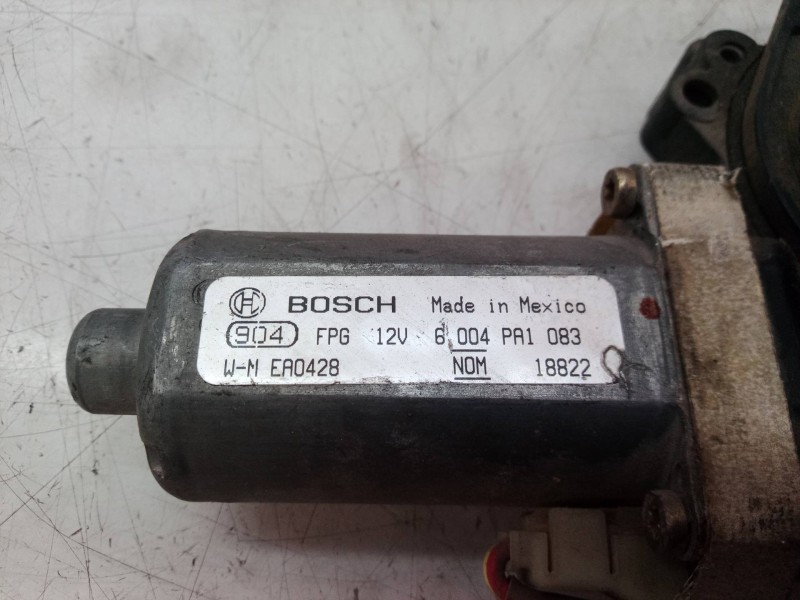 BOSCH Made in Mexico
904 FPG 12V 6 004 PA1 083
W-M EA0428 NOM 18822